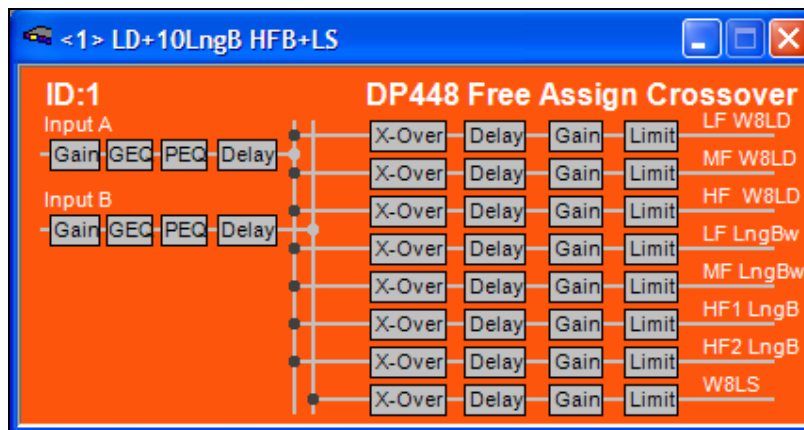 <1> LD+10LngB HFB+LS
ID:1 DP448 Free Assign Crossover
Input A
Gain GEQ PEQ Delay
Input B
Gain GEQ PEQ Delay
X-Over Delay Gain Limit LF W8LD
X-Over Delay Gain Limit MF W8LD
X-Over Delay Gain Limit HF W8LD
X-Over Delay Gain Limit LF LngBw
X-Over Delay Gain Limit MF LngBw
X-Over Delay Gain Limit HF1 LngB
X-Over Delay Gain Limit HF2 LngB
X-Over Delay Gain Limit W8LS